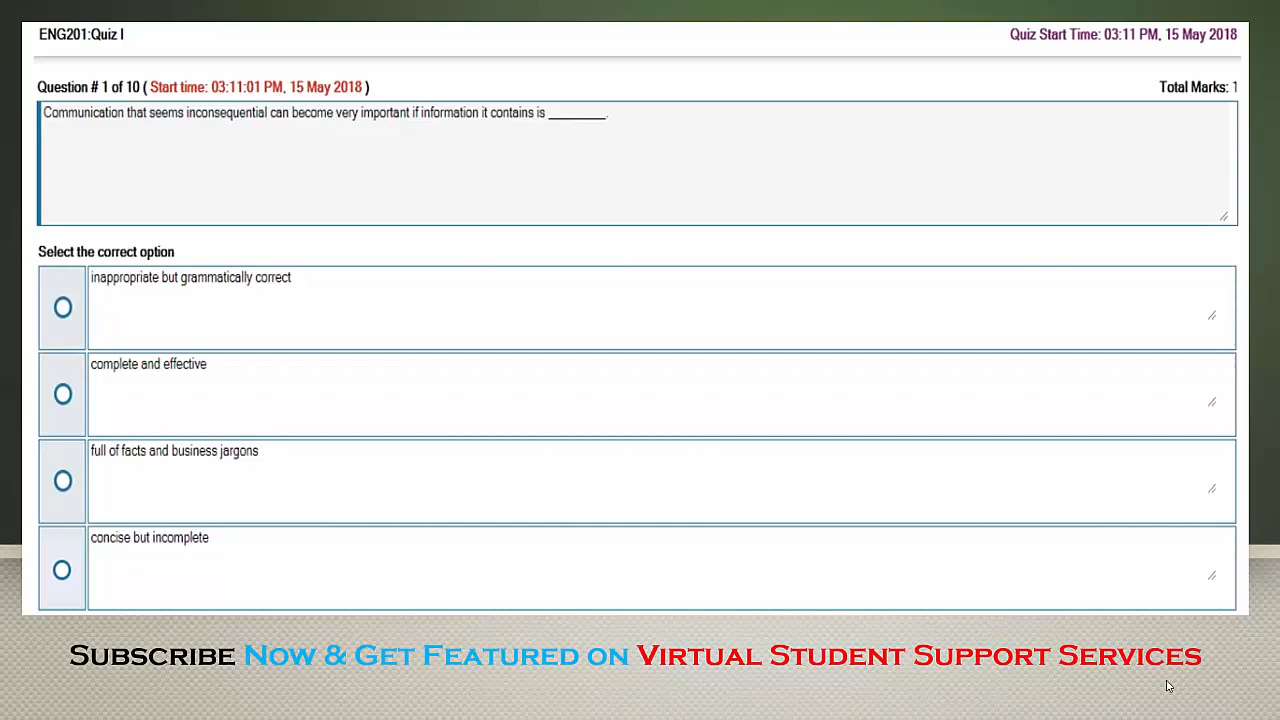 ENG201:Quiz I
Quiz Start Time: 03:11 PM, 15 May 2018
Question # 1 of 10 ( Start time: 03:11:01 PM, 15 May 2018 )
Total Marks: 1
Communication that seems inconsequential can become very important if information it contains is _________.
Select the correct option
inappropriate but grammatically correct
complete and effective
full of facts and business jargons
concise but incomplete
Subscribe Now & Get Featured on Virtual Student Support Services